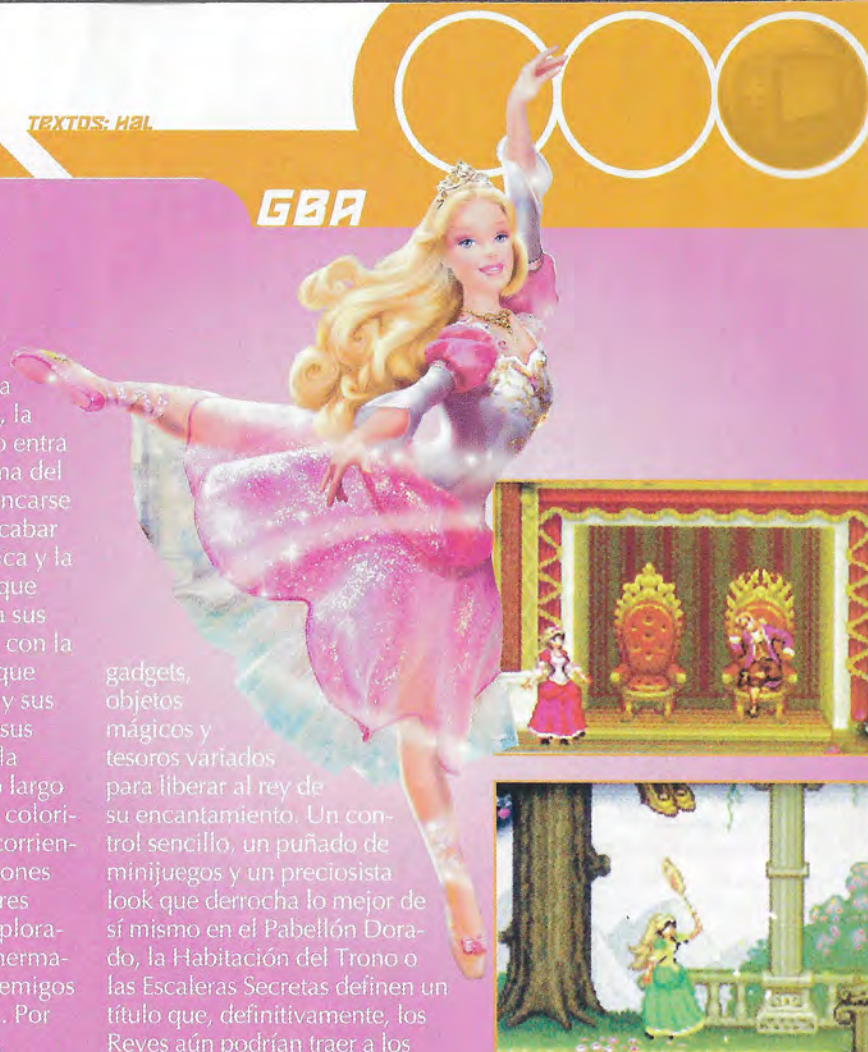 TEXTOS: HAL
GBA
a
, la
o entra
ma del
ncarse
cabar
ca y la
que
a sus
con la
que
y sus
sus
la
o largo
colori-
corrien-
ones
res
plora-
herma-
emigos
. Por
gadgets,
objetos
mágicos y
tesoros variados
para liberar al rey de
su encantamiento. Un con-
trol sencillo, un puñado de
minijuegos y un preciosista
look que derrocha lo mejor de
sí mismo en el Pabellón Dora-
do, la Habitación del Trono o
las Escaleras Secretas definen un
título que, definitivamente, los
Reyes aún podrían traer a los